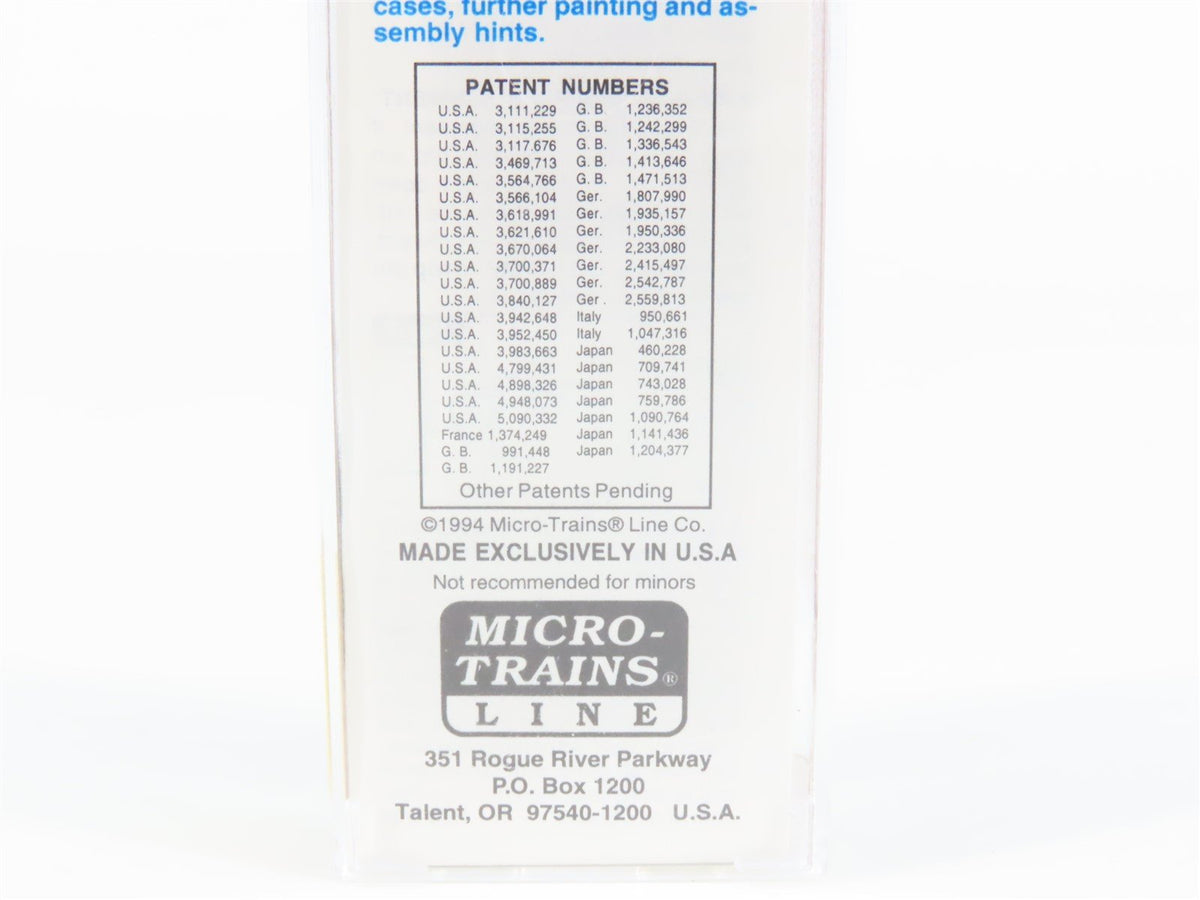 cases, further painting and as-
sembly hints.
PATENT NUMBERS
U.S.A. 3,111,229 G. B. 1,236,352
U.S.A. 3,115,255 G. B. 1,242,299
U.S.A. 3,117.676 G. B. 1,336,543
U.S.A. 3,469,713 G. B. 1,413,646
U.S.A. 3,564,766 G. B. 1,471,513
U.S.A. 3,566,104 Ger. 1,807,990
U.S.A. 3,618,991 Ger. 1,935,157
U.S.A. 3,621,610 Ger. 1,950,336
U.S.A. 3,670,064 Ger. 2,233,080
U.S.A. 3,700,371 Ger. 2,415,497
U.S.A. 3,700,889 Ger. 2,542,787
U.S.A. 3,840,127 Ger . 2,559,813
U.S.A. 3,942,648 Italy 950,661
U.S.A. 3,952,450 Italy 1,047,316
U.S.A. 3,983,663 Japan 460,228
U.S.A. 4,799,431 Japan 709,741
U.S.A. 4,898,326 Japan 743,028
U.S.A. 4,948,073 Japan 759,786
U.S.A. 5,090,332 Japan 1,090,764
France 1,374,249 Japan 1,141,436
G. B. 991,448 Japan 1,204,377
G. B. 1,191,227
Other Patents Pending
©1994 Micro-Trains® Line Co.
MADE EXCLUSIVELY IN U.S.A
Not recommended for minors
MICRO-
TRAINS®
LINE
351 Rogue River Parkway
P.O. Box 1200
Talent, OR 97540-1200 U.S.A.